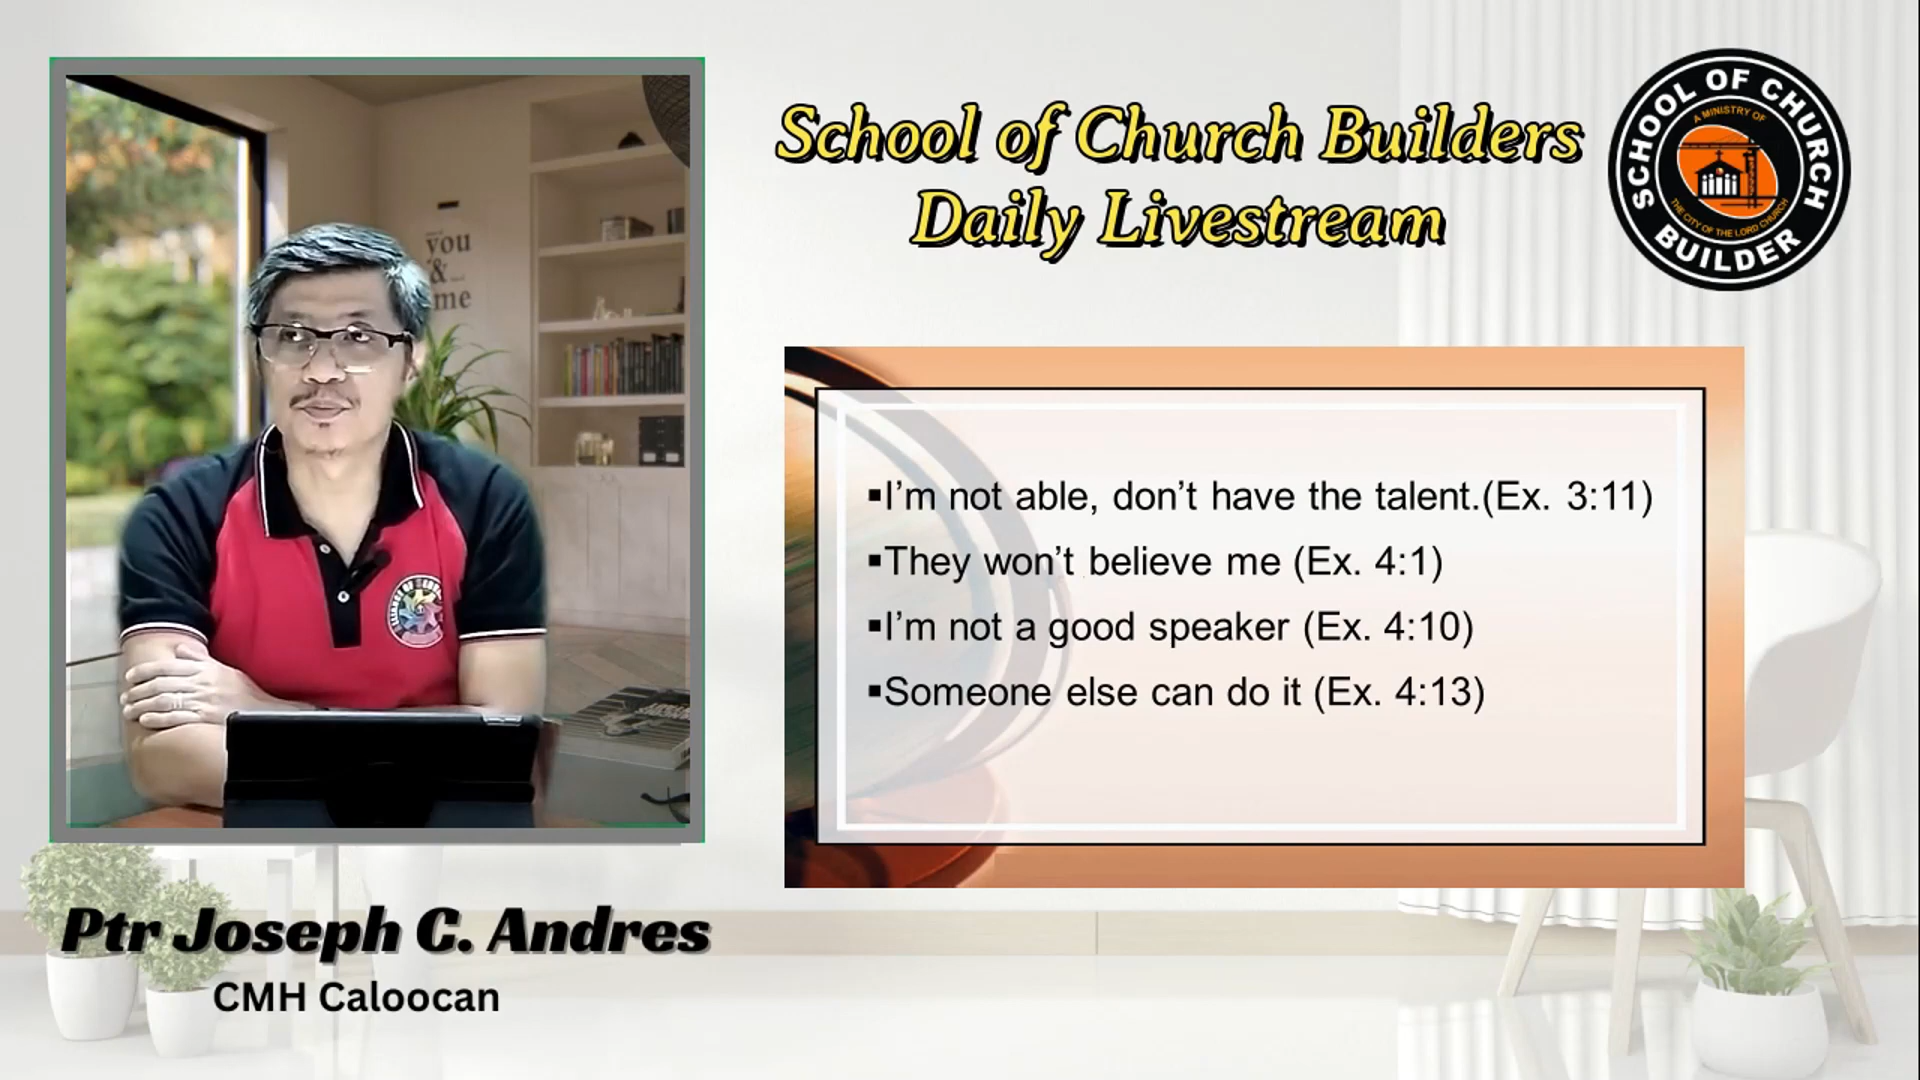 School of Church Builders
Daily Livestream
SCHOOL OF CHURCH
A MINISTRY OF
THE CITY OF THE LORD CHURCH
BUILDER
you
&
me
▪I’m not able, don’t have the talent.(Ex. 3:11)
▪They won’t believe me (Ex. 4:1)
▪I’m not a good speaker (Ex. 4:10)
▪Someone else can do it (Ex. 4:13)
Ptr Joseph C. Andres
CMH Caloocan